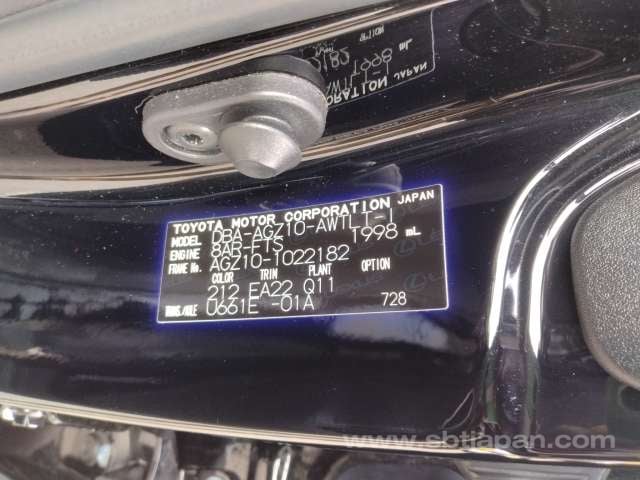 TOYOTA MOTOR CORPORATION JAPAN
MODEL DBA-AGZ10-AWTLT-1
ENGINE 8AR-FTS 1998 mL
FRAME No. AGZ10-1022182
COLOR TRIM PLANT OPTION
212 EA22 Q11
TRANS./AXLE U661E -01A 728
www.sbtjapan.com